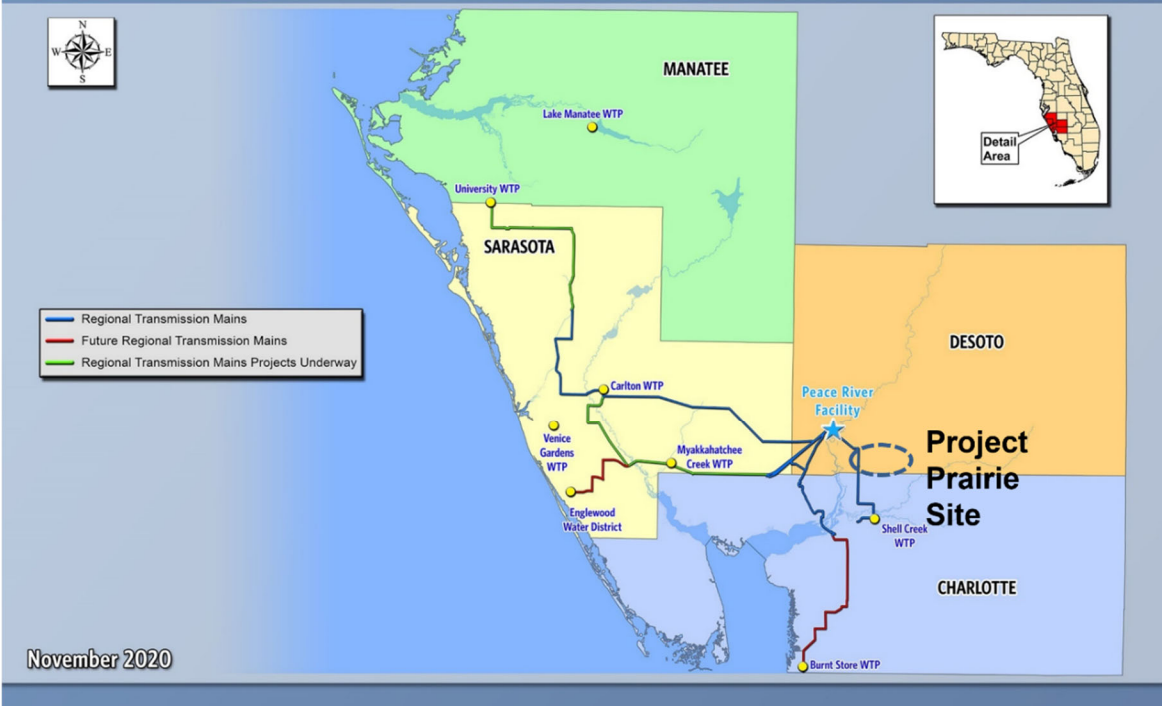 N
W E
S
MANATEE
Lake Manatee WTP
Detail
Area
University WTP
SARASOTA
Regional Transmission Mains
Future Regional Transmission Mains
Regional Transmission Mains Projects Underway
DESOTO
Carlton WTP
Peace River
Facility
Venice
Gardens
WTP
Myakkahatchee
Creek WTP
Project
Prairie
Site
Englewood
Water District
Shell Creek
WTP
CHARLOTTE
November 2020
Burnt Store WTP